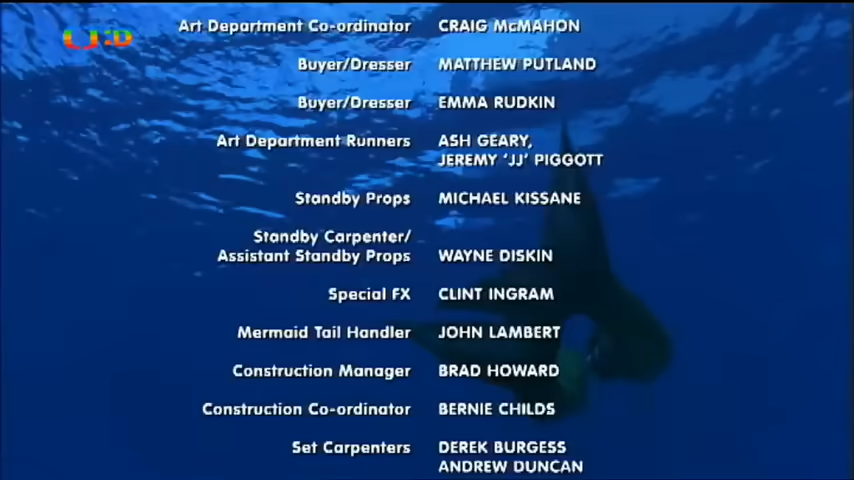 Art Department Co-ordinator CRAIG McMAHON
Buyer/Dresser MATTHEW PUTLAND
Buyer/Dresser EMMA RUDKIN
Art Department Runners ASH GEARY,
JEREMY 'JJ' PIGGOTT
Standby Props MICHAEL KISSANE
Standby Carpenter/
Assistant Standby Props WAYNE DISKIN
Special FX CLINT INGRAM
Mermaid Tail Handler JOHN LAMBERT
Construction Manager BRAD HOWARD
Construction Co-ordinator BERNIE CHILDS
Set Carpenters DEREK BURGESS
ANDREW DUNCAN